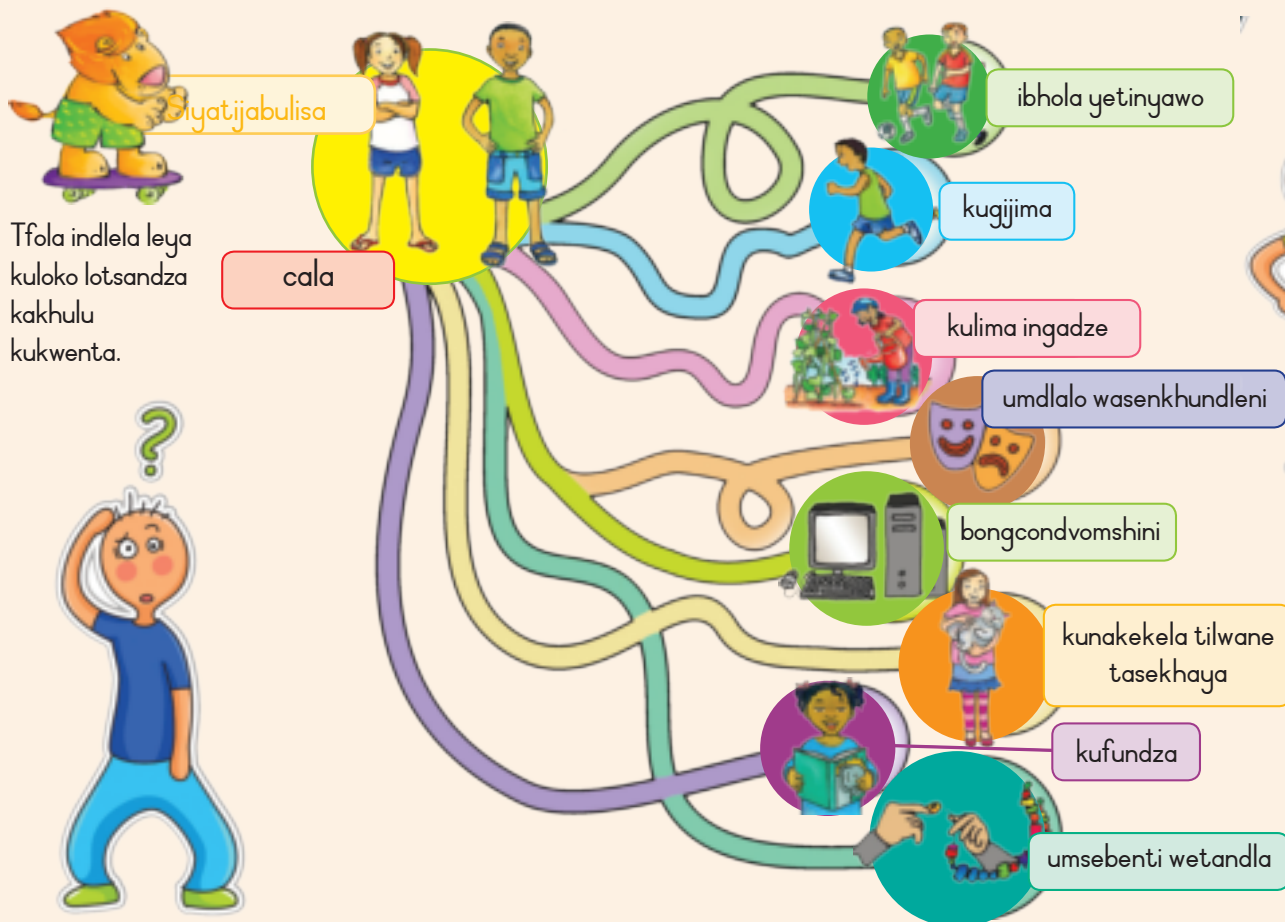 Siyatijabulisa
Tfola indlela leya
kuloko lotsandza
kakhulu
kukwenta.
cala
ibhola yetinyawo
kugijima
kulima ingadze
umdlalo wasenkhundleni
bongcondvomshini
kunakekela tilwane
tasekhaya
kufundza
umsebenti wetandla
?